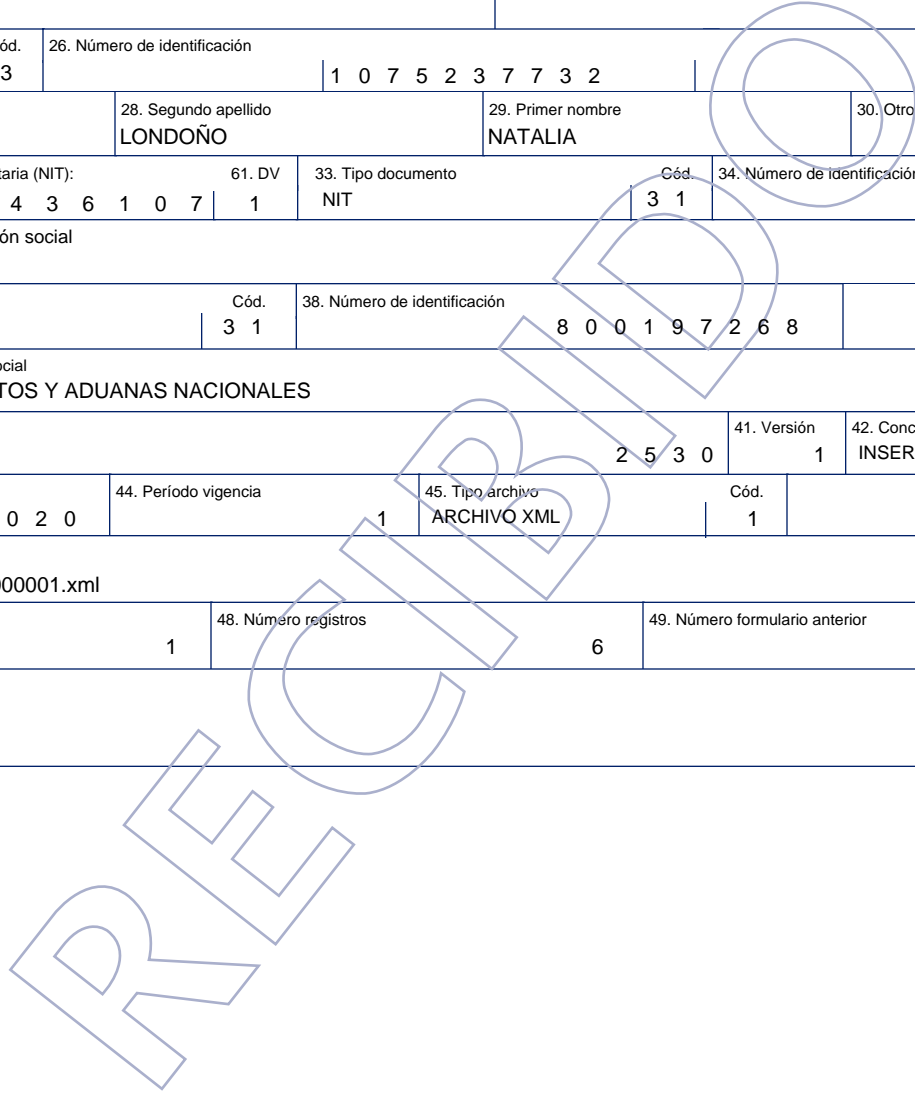 ód. 26. Número de identificación
3 1 0 7 5 2 3 7 7 3 2
28. Segundo apellido 29. Primer nombre 30. Otro
LONDOÑO NATALIA
taria (NIT): 61. DV 33. Tipo documento Cód. 34. Número de identificación
4 3 6 1 0 7 1 NIT 3 1
ón social
Cód. 38. Número de identificación
3 1 8 0 0 1 9 7 2 6 8
ocial
TOS Y ADUANAS NACIONALES
41. Versión 42. Conc
2 5 3 0 1 INSER
44. Período vigencia 45. Tipo archivo Cód.
0 2 0 1 ARCHIVO XML 1
000001.xml
48. Número registros 49. Número formulario anterior
1 6
RECIBIDO